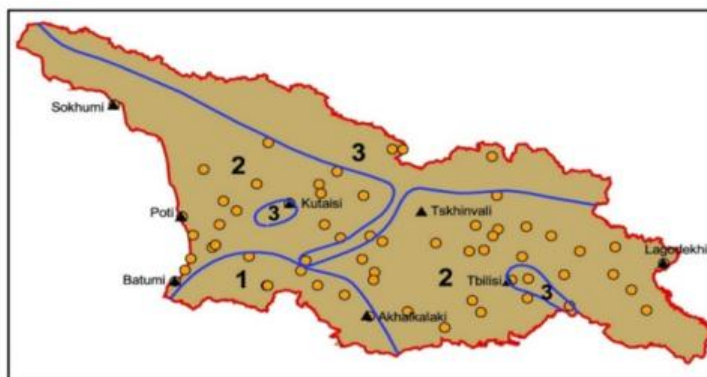 Sokhumi
2
3
3
Kutaisi
Poti
Tskhinvali
Lagodekhi
Batumi
1
2
Tbilisi
3
Akhalkalaki